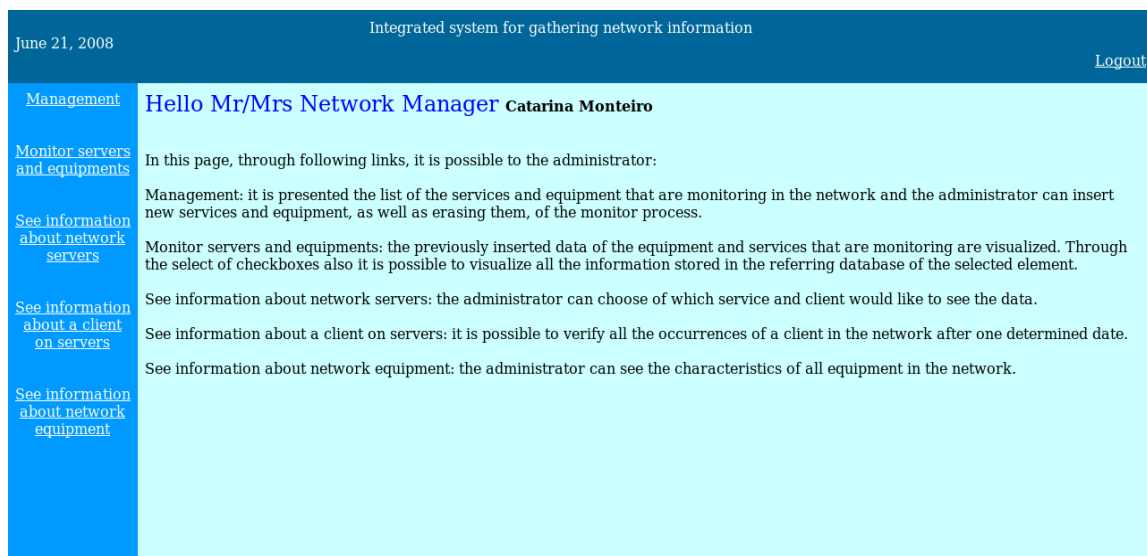 Integrated system for gathering network information
June 21, 2008
Logout
Management
Monitor servers
and equipments
See information
about network
servers
See information
about a client
on servers
See information
about network
equipment
Hello Mr/Mrs Network Manager Catarina Monteiro
In this page, through following links, it is possible to the administrator:
Management: it is presented the list of the services and equipment that are monitoring in the network and the administrator can insert
new services and equipment, as well as erasing them, of the monitor process.
Monitor servers and equipments: the previously inserted data of the equipment and services that are monitoring are visualized. Through
the select of checkboxes also it is possible to visualize all the information stored in the referring database of the selected element.
See information about network servers: the administrator can choose of which service and client would like to see the data.
See information about a client on servers: it is possible to verify all the occurrences of a client in the network after one determined date.
See information about network equipment: the administrator can see the characteristics of all equipment in the network.